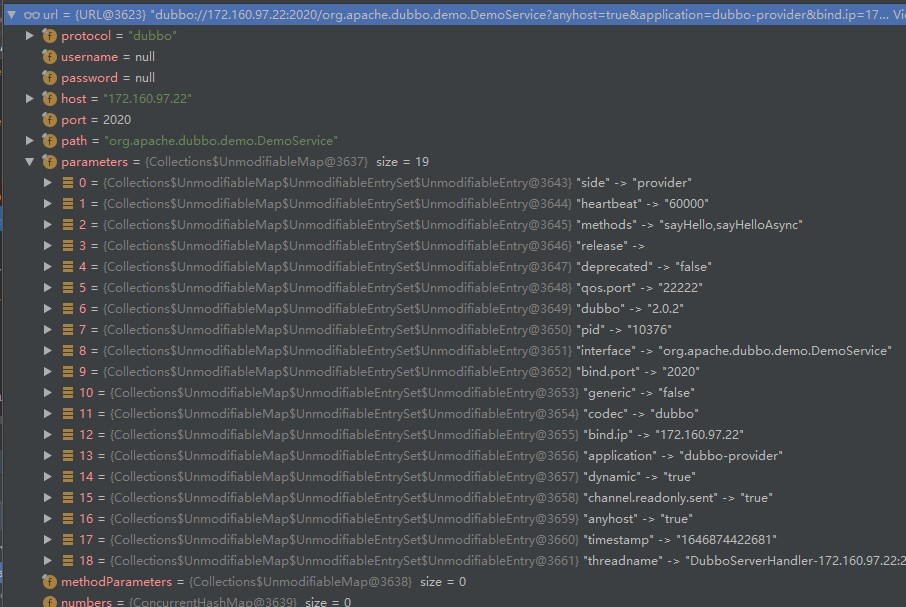 url = {URL@3623} "dubbo://172.160.97.22:2020/org.apache.dubbo.demo.DemoService?anyhost=true&application=dubbo-provider&bind.ip=17... Vi
protocol = "dubbo"
username = null
password = null
host = "172.160.97.22"
port = 2020
path = "org.apache.dubbo.demo.DemoService"
parameters = {Collections$UnmodifiableMap@3637} size = 19
0 = {Collections$UnmodifiableMap$UnmodifiableEntrySet$UnmodifiableEntry@3643} "side" -> "provider"
1 = {Collections$UnmodifiableMap$UnmodifiableEntrySet$UnmodifiableEntry@3644} "heartbeat" -> "60000"
2 = {Collections$UnmodifiableMap$UnmodifiableEntrySet$UnmodifiableEntry@3645} "methods" -> "sayHello,sayHelloAsync"
3 = {Collections$UnmodifiableMap$UnmodifiableEntrySet$UnmodifiableEntry@3646} "release" ->
4 = {Collections$UnmodifiableMap$UnmodifiableEntrySet$UnmodifiableEntry@3647} "deprecated" -> "false"
5 = {Collections$UnmodifiableMap$UnmodifiableEntrySet$UnmodifiableEntry@3648} "qos.port" -> "22222"
6 = {Collections$UnmodifiableMap$UnmodifiableEntrySet$UnmodifiableEntry@3649} "dubbo" -> "2.0.2"
7 = {Collections$UnmodifiableMap$UnmodifiableEntrySet$UnmodifiableEntry@3650} "pid" -> "10376"
8 = {Collections$UnmodifiableMap$UnmodifiableEntrySet$UnmodifiableEntry@3651} "interface" -> "org.apache.dubbo.demo.DemoService"
9 = {Collections$UnmodifiableMap$UnmodifiableEntrySet$UnmodifiableEntry@3652} "bind.port" -> "2020"
10 = {Collections$UnmodifiableMap$UnmodifiableEntrySet$UnmodifiableEntry@3653} "generic" -> "false"
11 = {Collections$UnmodifiableMap$UnmodifiableEntrySet$UnmodifiableEntry@3654} "codec" -> "dubbo"
12 = {Collections$UnmodifiableMap$UnmodifiableEntrySet$UnmodifiableEntry@3655} "bind.ip" -> "172.160.97.22"
13 = {Collections$UnmodifiableMap$UnmodifiableEntrySet$UnmodifiableEntry@3656} "application" -> "dubbo-provider"
14 = {Collections$UnmodifiableMap$UnmodifiableEntrySet$UnmodifiableEntry@3657} "dynamic" -> "true"
15 = {Collections$UnmodifiableMap$UnmodifiableEntrySet$UnmodifiableEntry@3658} "channel.readonly.sent" -> "true"
16 = {Collections$UnmodifiableMap$UnmodifiableEntrySet$UnmodifiableEntry@3659} "anyhost" -> "true"
17 = {Collections$UnmodifiableMap$UnmodifiableEntrySet$UnmodifiableEntry@3660} "timestamp" -> "1646874422681"
18 = {Collections$UnmodifiableMap$UnmodifiableEntrySet$UnmodifiableEntry@3661} "threadname" -> "DubboServerHandler-172.160.97.22:2
methodParameters = {Collections$UnmodifiableMap@3638} size = 0
numbers = {ConcurrentHashMap@3639} size = 0